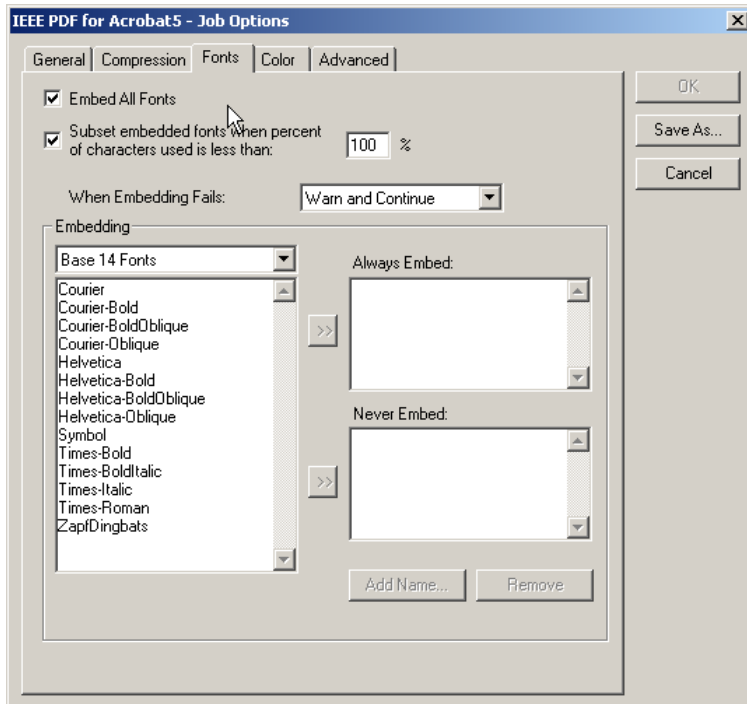 IEEE PDF for Acrobat5 - Job Options
General Compression Fonts Color Advanced
OK
Save As...
Cancel
Embed All Fonts
Subset embedded fonts when percent
of characters used is less than:
100 %
When Embedding Fails:
Warn and Continue
Embedding
Base 14 Fonts
Courier
Courier-Bold
Courier-BoldOblique
Courier-Oblique
Helvetica
Helvetica-Bold
Helvetica-BoldOblique
Helvetica-Oblique
Symbol
Times-Bold
Times-BoldItalic
Times-Italic
Times-Roman
ZapfDingbats
>>
>>
Always Embed:
Never Embed:
Add Name...
Remove